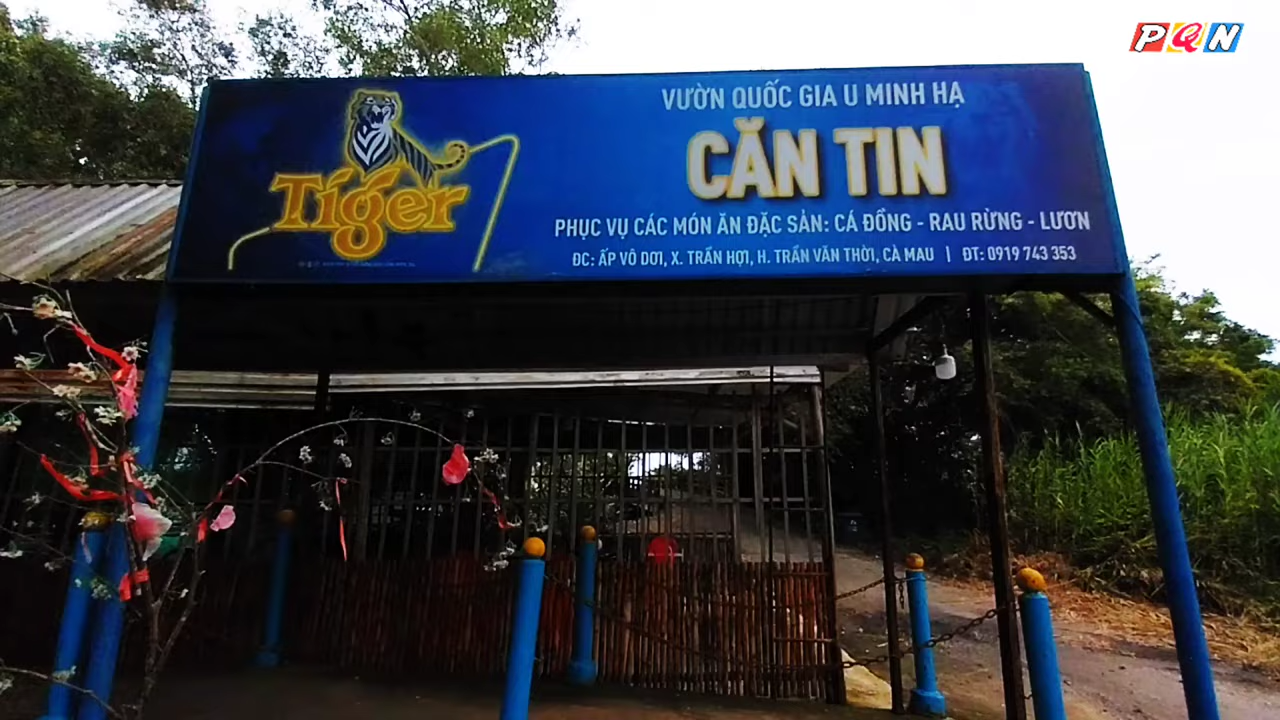 PQN
VƯỜN QUỐC GIA U MINH HẠ
CĂN TIN
Tiger
PHỤC VỤ CÁC MÓN ĂN ĐẶC SẢN: CÁ ĐỒNG - RAU RỪNG - LƯƠN
ĐC: ẤP VỒ DƠI, X. TRẦN HỢI, H. TRẦN VĂN THỜI, CÀ MAU | ĐT: 0919 743 353